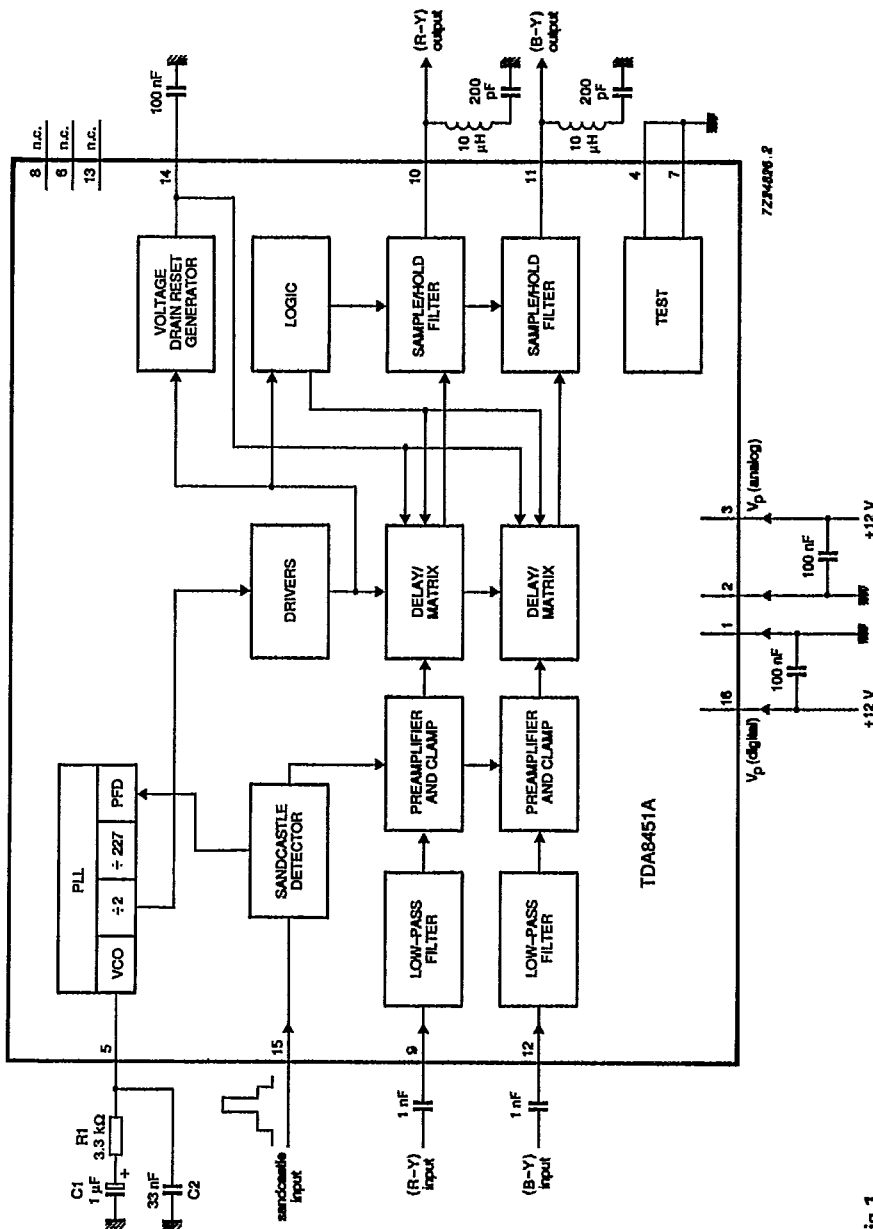 8 n.c.
6 n.c.
13 n.c.
100 nF
14
VOLTAGE
DRAIN RESET
GENERATOR
LOGIC
(R-Y)
output
10
SAMPLE/HOLD
FILTER
10
µH
200
pF
(B-Y)
output
11
SAMPLE/HOLD
FILTER
10
µH
200
pF
4
7
TEST
PLL
VCO
÷2
÷ 227
PFD
DRIVERS
DELAY/
MATRIX
DELAY/
MATRIX
SANDCASTLE
DETECTOR
PREAMPLIFIER
AND CLAMP
PREAMPLIFIER
AND CLAMP
LOW-PASS
FILTER
LOW-PASS
FILTER
TDA8451A
C1
1 µF
+
R1
3.3 kΩ
33 nF
C2
5
sandcastle
input
15
(R-Y)
input
1 nF
9
(B-Y)
input
1 nF
12
Vp (digital)
16
1
2
3
Vp (analog)
+12 V
100 nF
100 nF
+12 V